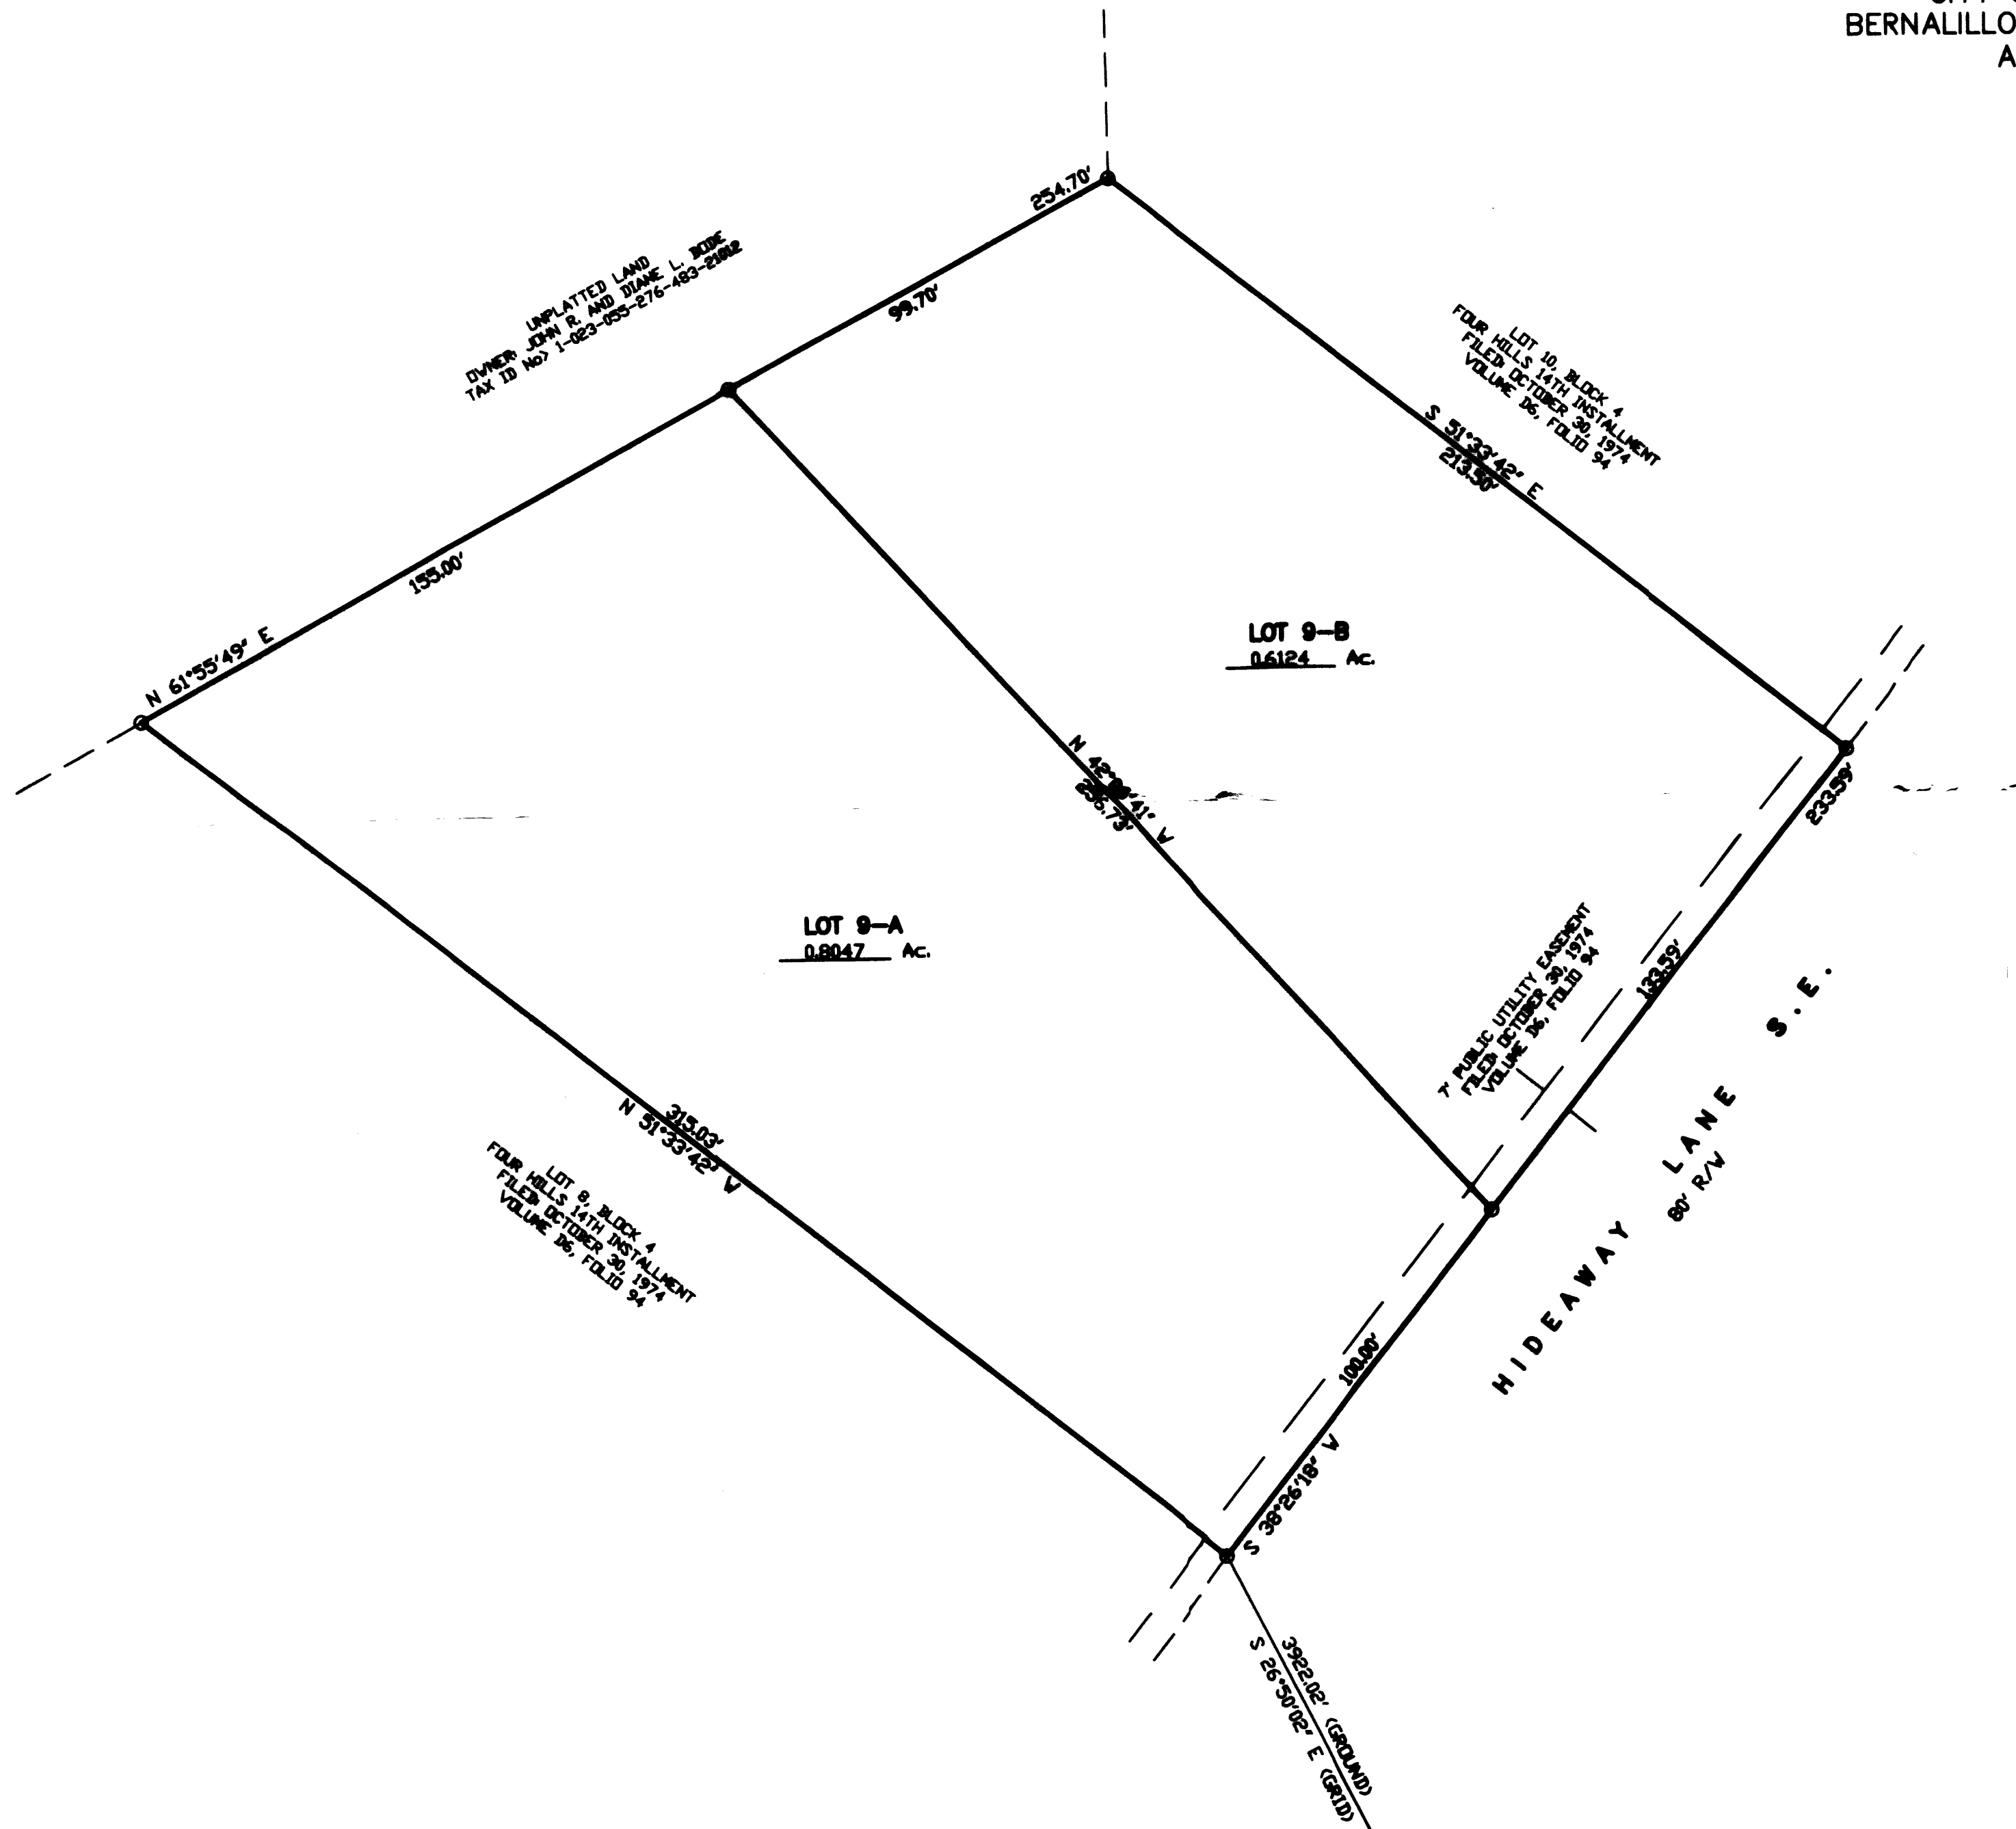 BERNALILLO
A
254.70'
UNPLATTED LAND
OWNER: JOHN R. AND DIANE L. BODE
TAX ID No> 1-023-055-276-483-21012
99.70'
LOT 10, BLOCK 4
FOUR HILLS 14TH INSTALLMENT
FILED: OCTOBER 30, 1974
VOLUME D6, FOLIO 94
S 51°33'42" E
213.50'
155.00'
N 61°55'49" E
LOT 9-B
0.6124 Ac.
N 42° 41" W
233.59'
LOT 9-A
0.8047 Ac.
7' PUBLIC UTILITY EASEMENT
FILED: OCTOBER 30, 1974
VOLUME D6, FOLIO 94
133.59'
HIDEAWAY LANE S.E.
80' R/W
315.03'
N 51°33'42" W
LOT 8, BLOCK 4
FOUR HILLS 14TH INSTALLMENT
FILED: OCTOBER 30, 1974
VOLUME D6, FOLIO 94
100.00'
S 38°26'18" W
3922.02' (GROUND)
S 26°50'02" E (GRID)